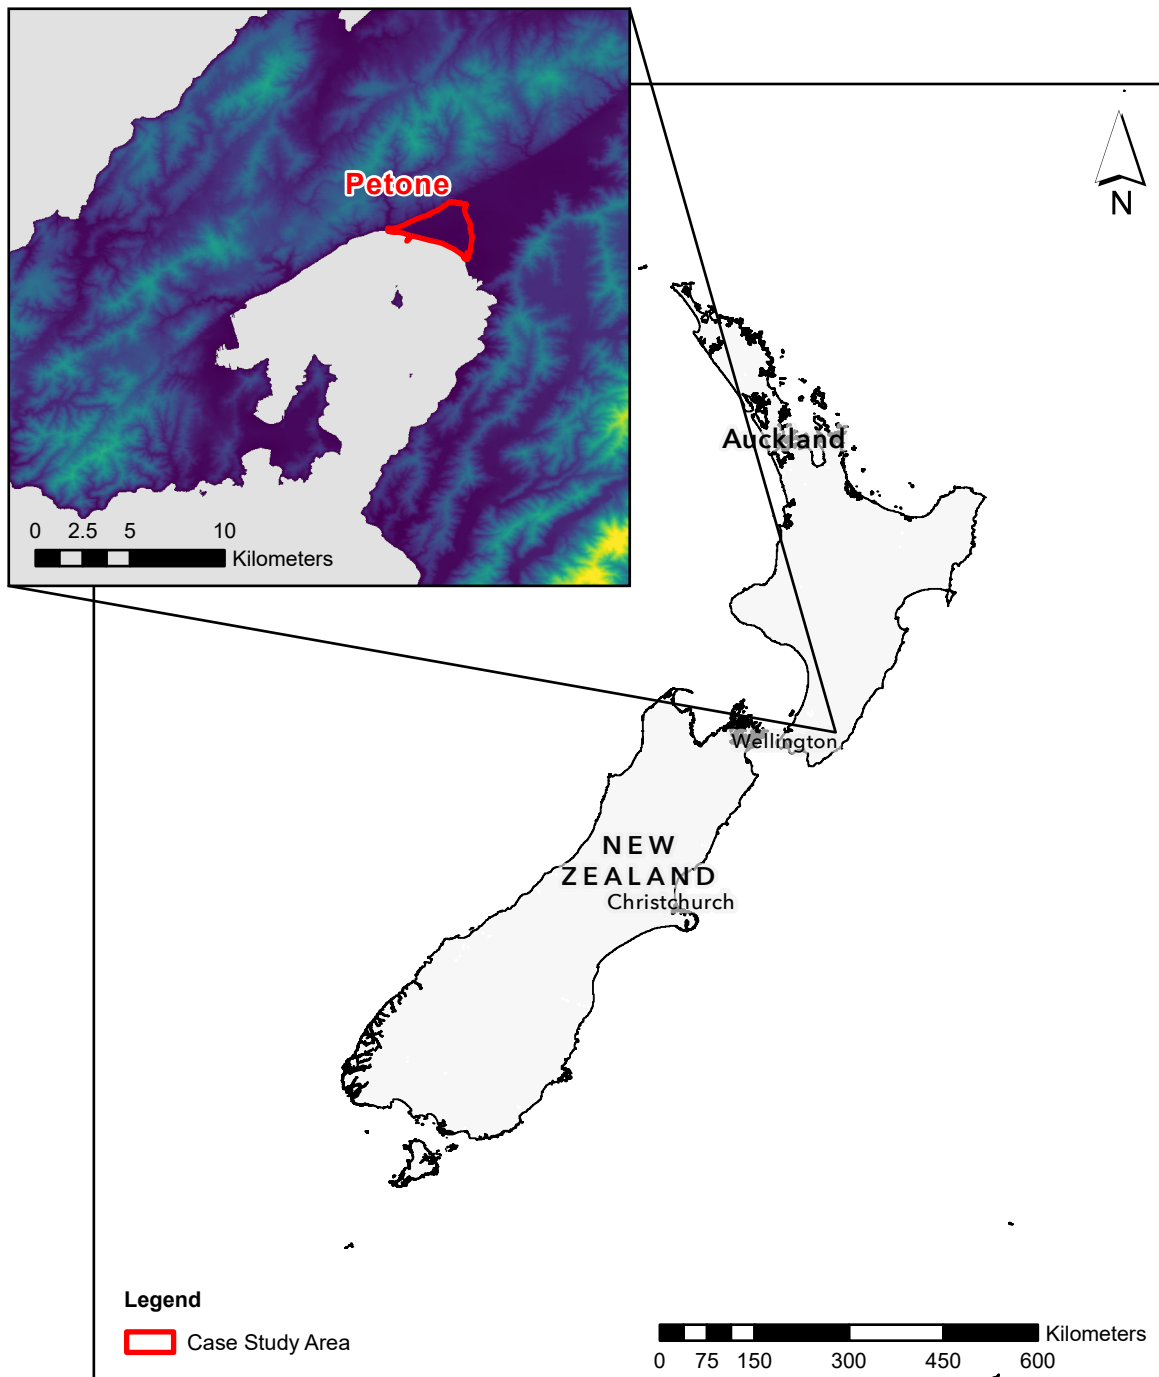 Petone
0 2.5 5 10
Kilometers
N
Auckland
Wellington
NEW
ZEALAND
Christchurch
Legend
Case Study Area
Kilometers
0 75 150 300 450 600